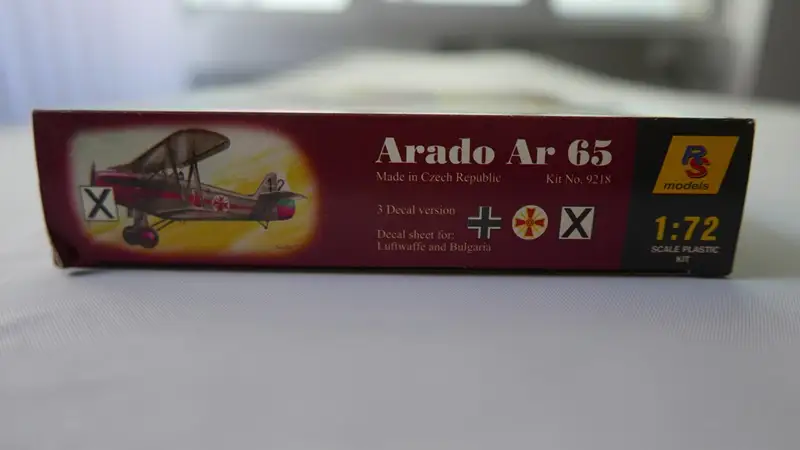 Arado Ar 65
Made in Czech Republic Kit No. 9218
3 Decal version
Decal sheet for:
Luftwaffe and Bulgaria
RS
models
1:72
SCALE PLASTIC
KIT